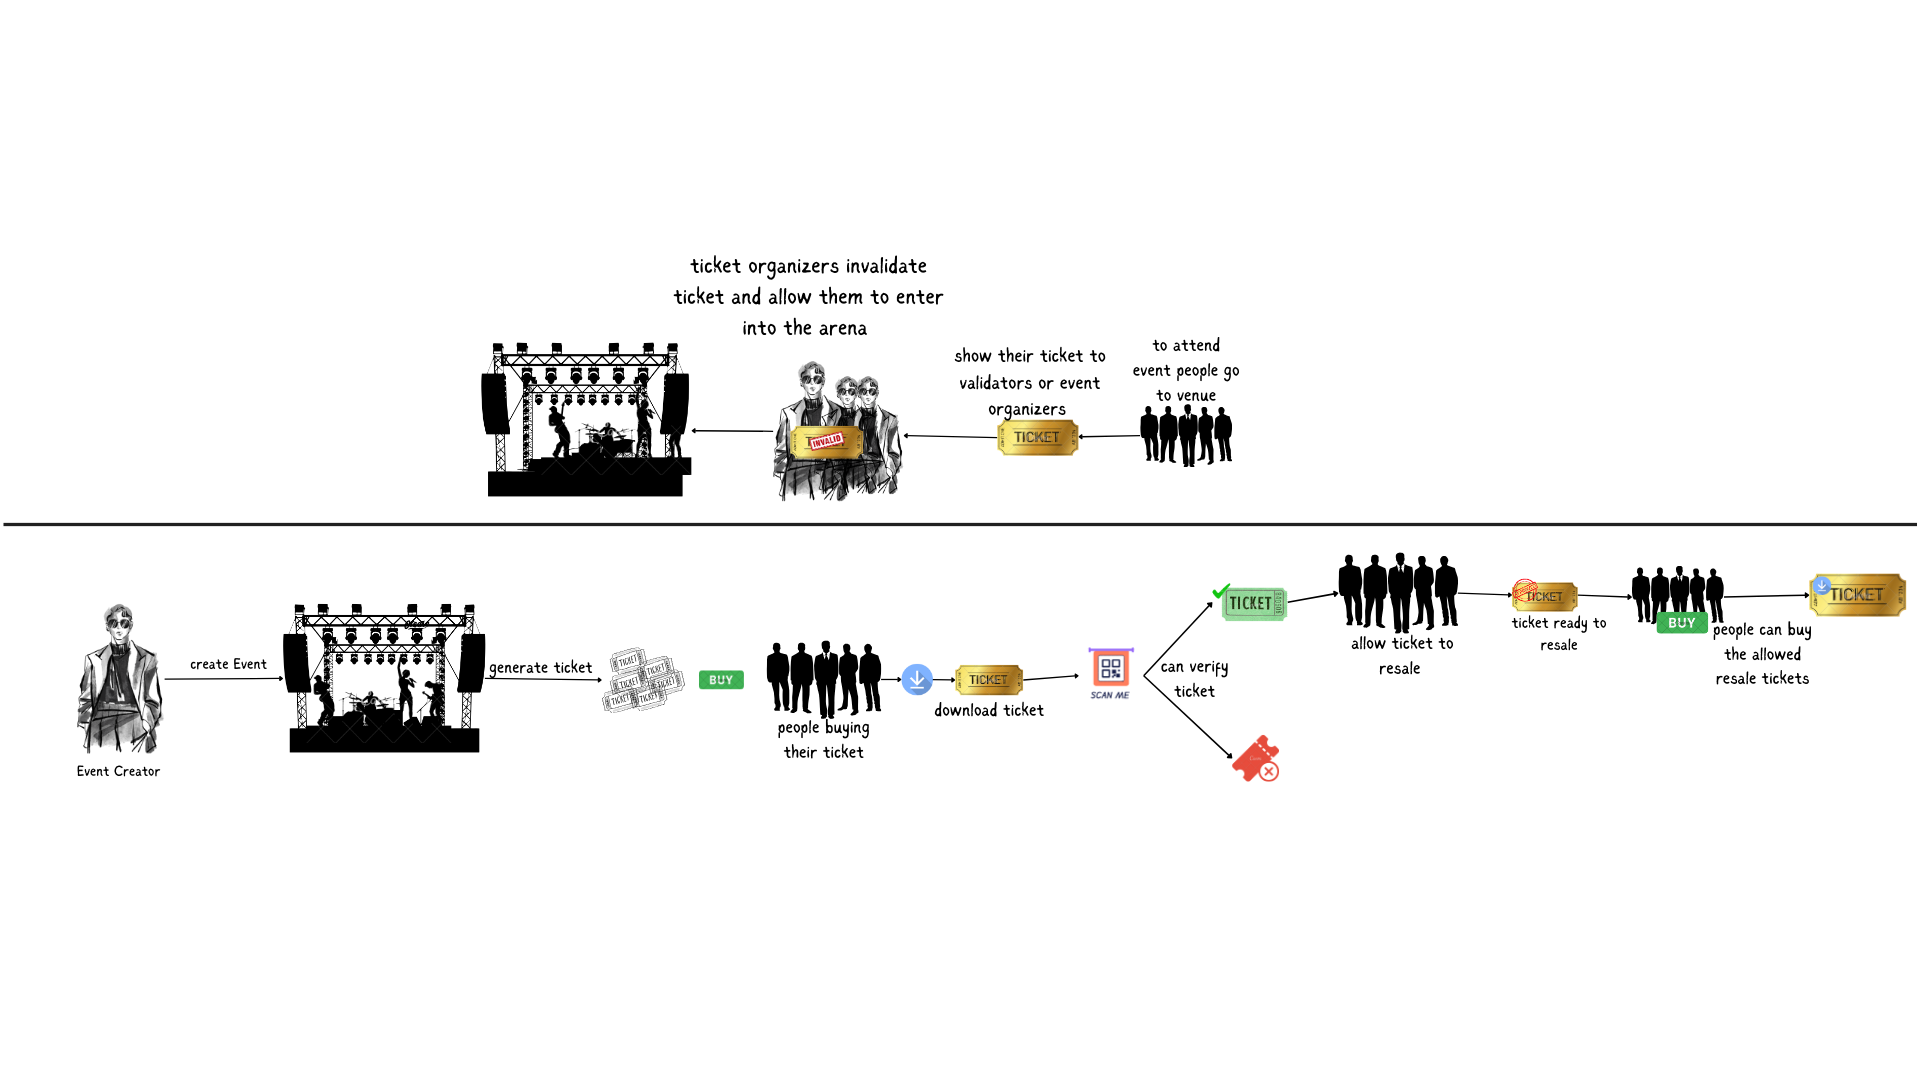 ticket organizers invalidate
ticket and allow them to enter
into the arena
show their ticket to
validators or event
organizers
to attend
event people go
to venue
INVALID
TICKET
create Event
Event Creator
generate ticket
TICKET
TICKET
TICKET
TICKET
TICKET
TICKET
BUY
people buying
their ticket
TICKET
download ticket
SCAN ME
can verify
ticket
TICKET
allow ticket to
resale
TICKET
ticket ready to
resale
BUY
people can buy
the allowed
resale tickets
TICKET